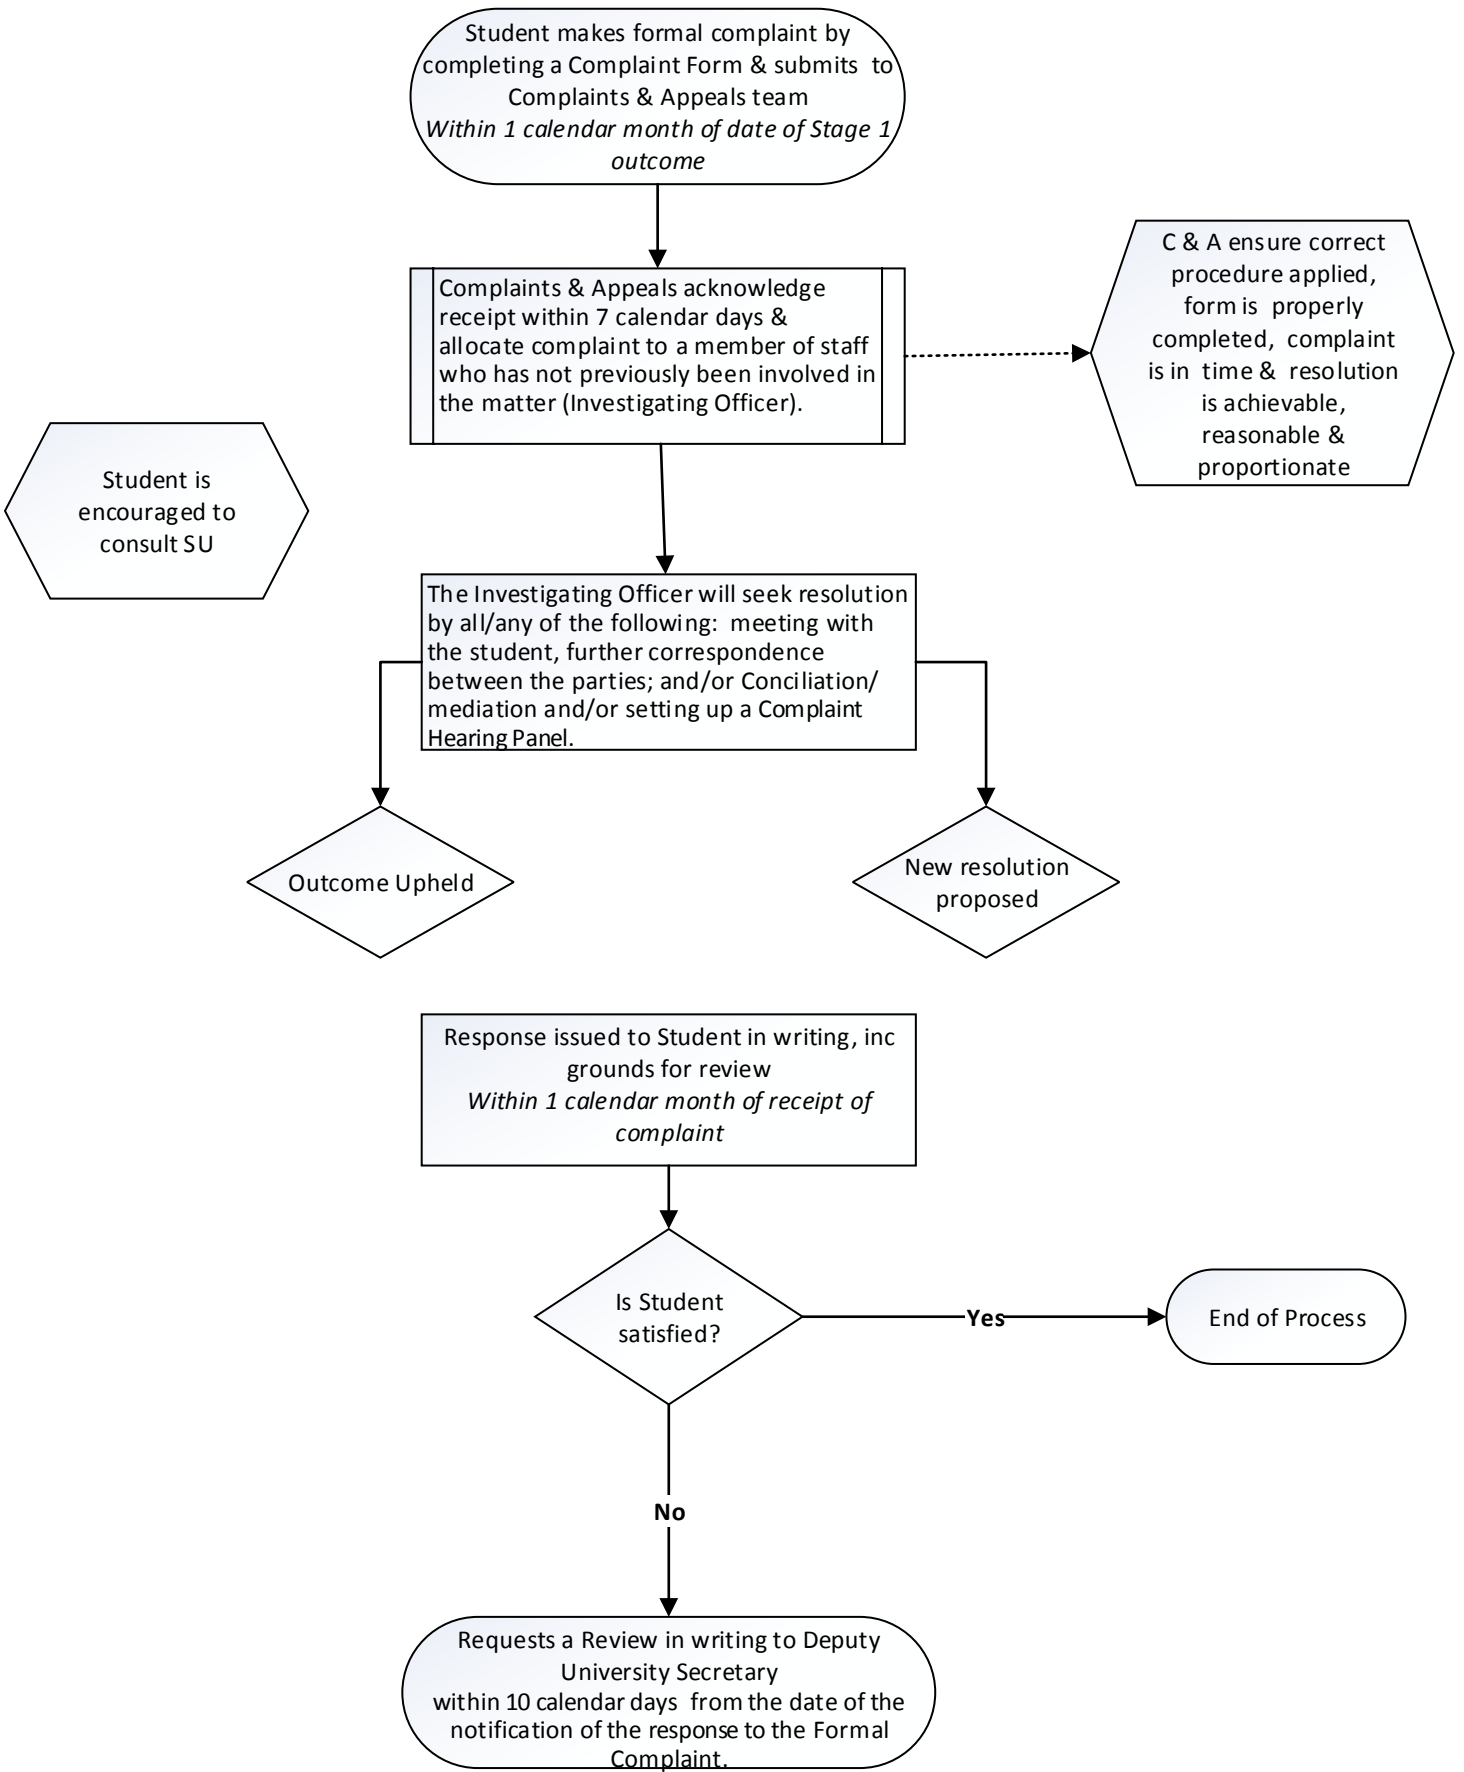 Student makes formal complaint by
completing a Complaint Form & submits to
Complaints & Appeals team
Within 1 calendar month of date of Stage 1
outcome
Complaints & Appeals acknowledge
receipt within 7 calendar days &
allocate complaint to a member of staff
who has not previously been involved in
the matter (Investigating Officer).
C & A ensure correct
procedure applied,
form is properly
completed, complaint
is in time & resolution
is achievable,
reasonable &
proportionate
Student is
encouraged to
consult SU
The Investigating Officer will seek resolution
by all/any of the following: meeting with
the student, further correspondence
between the parties; and/or Conciliation/
mediation and/or setting up a Complaint
Hearing Panel.
Outcome Upheld
New resolution
proposed
Response issued to Student in writing, inc
grounds for review
Within 1 calendar month of receipt of
complaint
Is Student
satisfied?
Yes
End of Process
No
Requests a Review in writing to Deputy
University Secretary
within 10 calendar days from the date of the
notification of the response to the Formal
Complaint.